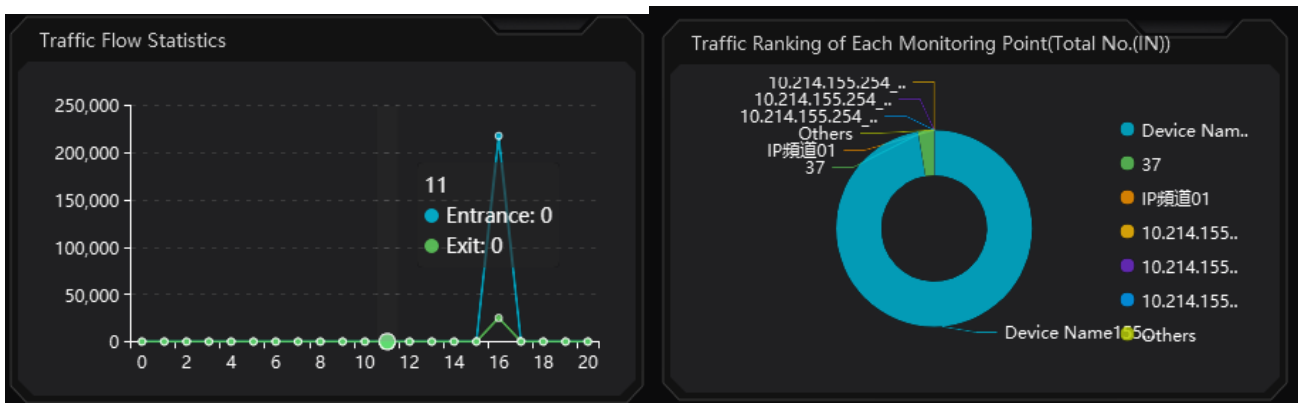 Traffic Flow Statistics
250,000
200,000
150,000
100,000
50,000
0
0 2 4 6 8 10 12 14 16 18 20
11
Entrance: 0
Exit: 0
Traffic Ranking of Each Monitoring Point(Total No.(IN))
10.214.155.254_..
10.214.155.254_..
10.214.155.254_..
Others
IP頻道01
37
Device Name155
Device Nam..
37
IP頻道01
10.214.155..
10.214.155..
10.214.155..
Others